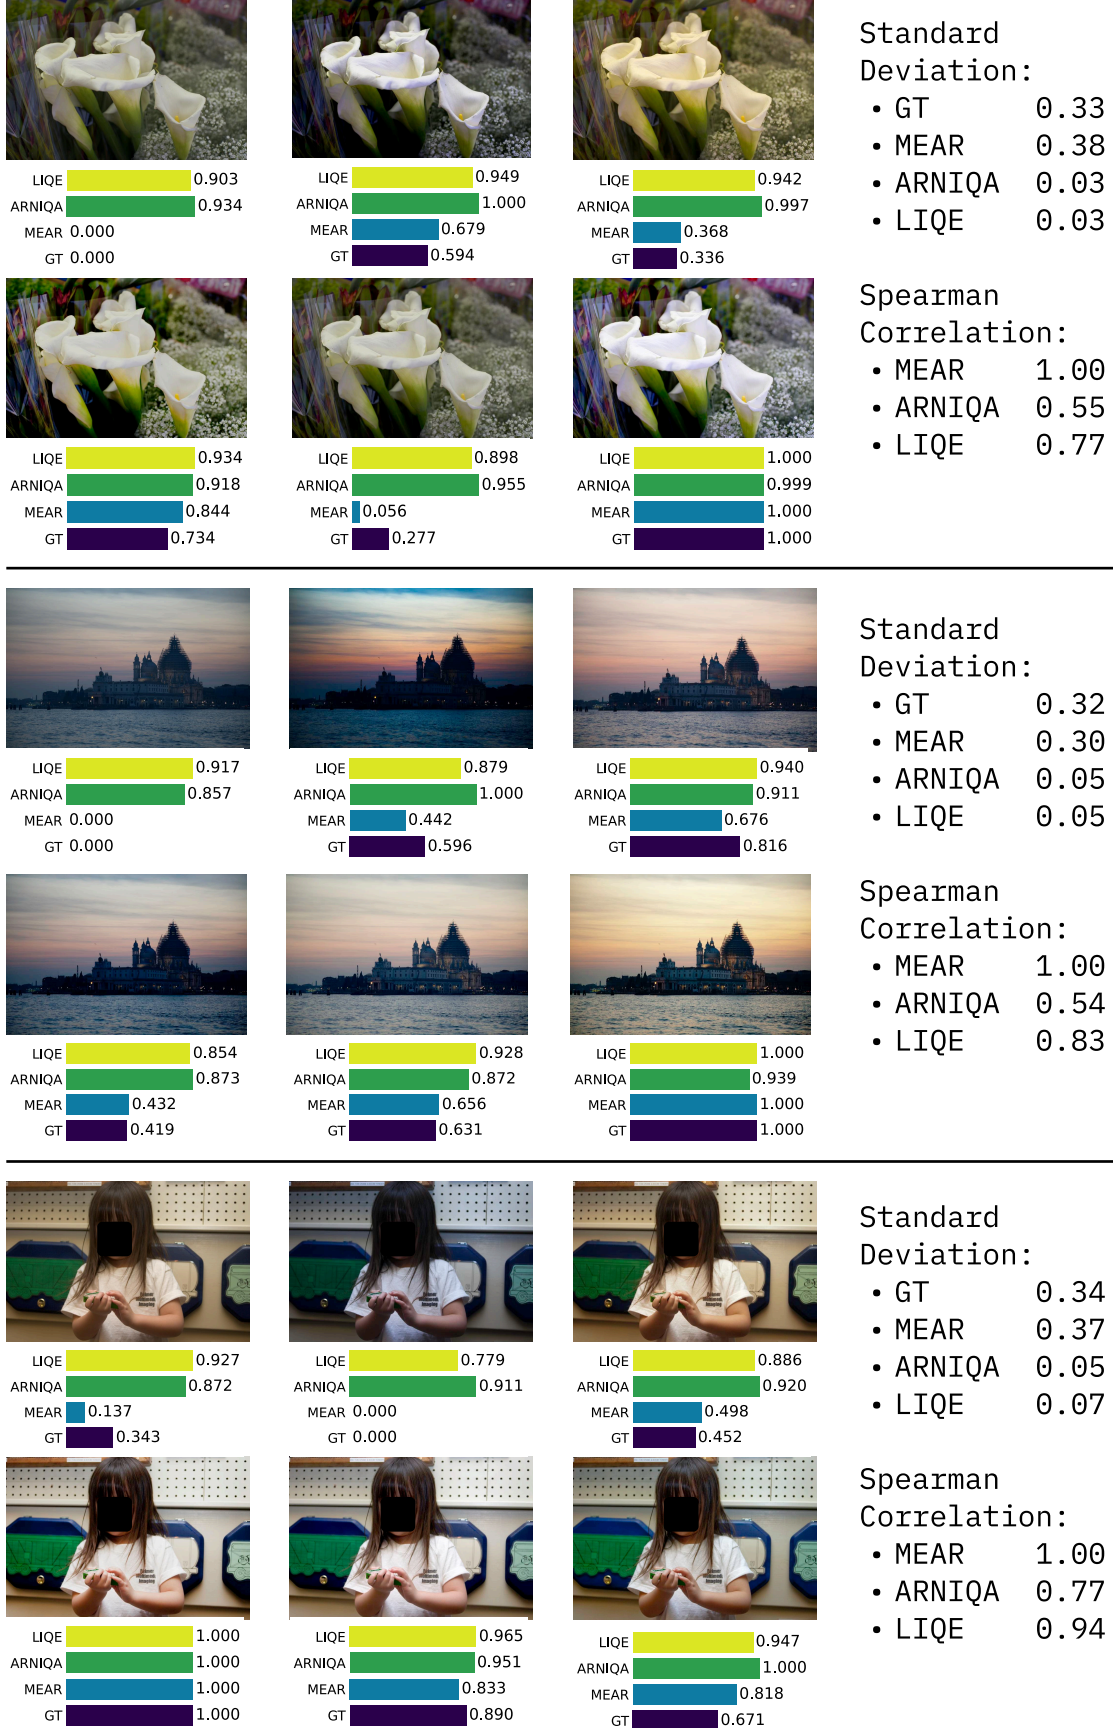 Standard
Deviation:
• GT 0.33
• MEAR 0.38
• ARNIQA 0.03
• LIQE 0.03
LIQE 0.903
ARNIQA 0.934
MEAR 0.000
GT 0.000
LIQE 0.949
ARNIQA 1.000
MEAR 0.679
GT 0.594
LIQE 0.942
ARNIQA 0.997
MEAR 0.368
GT 0.336
Spearman
Correlation:
• MEAR 1.00
• ARNIQA 0.55
• LIQE 0.77
LIQE 0.934
ARNIQA 0.918
MEAR 0.844
GT 0.734
LIQE 0.898
ARNIQA 0.955
MEAR 0.056
GT 0.277
LIQE 1.000
ARNIQA 0.999
MEAR 1.000
GT 1.000
Standard
Deviation:
• GT 0.32
• MEAR 0.30
• ARNIQA 0.05
• LIQE 0.05
LIQE 0.917
ARNIQA 0.857
MEAR 0.000
GT 0.000
LIQE 0.879
ARNIQA 1.000
MEAR 0.442
GT 0.596
LIQE 0.940
ARNIQA 0.911
MEAR 0.676
GT 0.816
Spearman
Correlation:
• MEAR 1.00
• ARNIQA 0.54
• LIQE 0.83
LIQE 0.854
ARNIQA 0.873
MEAR 0.432
GT 0.419
LIQE 0.928
ARNIQA 0.872
MEAR 0.656
GT 0.631
LIQE 1.000
ARNIQA 0.939
MEAR 1.000
GT 1.000
Standard
Deviation:
• GT 0.34
• MEAR 0.37
• ARNIQA 0.05
• LIQE 0.07
LIQE 0.927
ARNIQA 0.872
MEAR 0.137
GT 0.343
LIQE 0.779
ARNIQA 0.911
MEAR 0.000
GT 0.000
LIQE 0.886
ARNIQA 0.920
MEAR 0.498
GT 0.452
Spearman
Correlation:
• MEAR 1.00
• ARNIQA 0.77
• LIQE 0.94
LIQE 1.000
ARNIQA 1.000
MEAR 1.000
GT 1.000
LIQE 0.965
ARNIQA 0.951
MEAR 0.833
GT 0.890
LIQE 0.947
ARNIQA 1.000
MEAR 0.818
GT 0.671